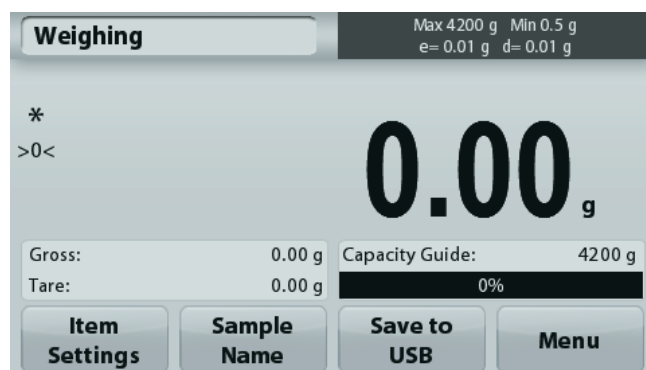 Weighing
Max 4200 g Min 0.5 g
e= 0.01 g d= 0.01 g
*
>0<
0.00 g
Gross: 0.00 g
Tare: 0.00 g
Capacity Guide: 4200 g
0%
Item Settings
Sample Name
Save to USB
Menu